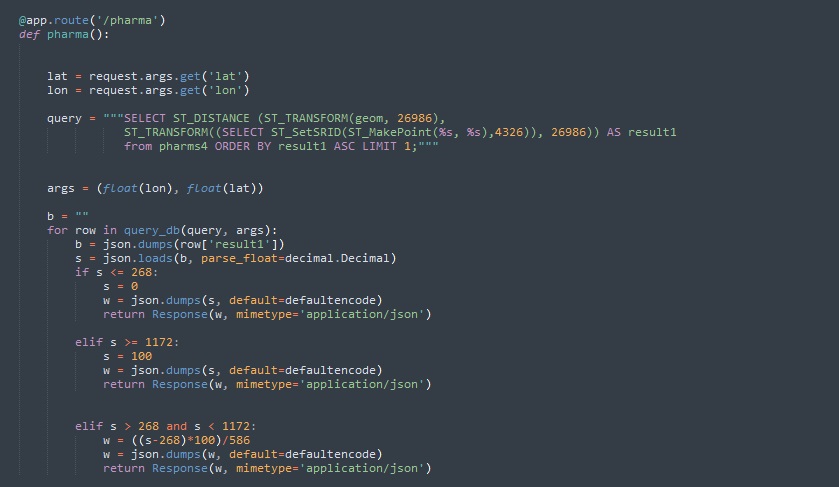 @app.route('/pharma')
def pharma():
    lat = request.args.get('lat')
    lon = request.args.get('lon')
    query = """SELECT ST_DISTANCE (ST_TRANSFORM(geom, 26986),
               ST_TRANSFORM((SELECT ST_SetSRID(ST_MakePoint(%s, %s),4326)), 26986)) AS result1
               from pharms4 ORDER BY result1 ASC LIMIT 1;"""
    args = (float(lon), float(lat))
    b = ""
    for row in query_db(query, args):
        b = json.dumps(row['result1'])
        s = json.loads(b, parse_float=decimal.Decimal)
        if s <= 268:
            s = 0
            w = json.dumps(s, default=defaultencode)
            return Response(w, mimetype='application/json')
        elif s >= 1172:
            s = 100
            w = json.dumps(s, default=defaultencode)
            return Response(w, mimetype='application/json')
        elif s > 268 and s < 1172:
            w = ((s-268)*100)/586
            w = json.dumps(w, default=defaultencode)
            return Response(w, mimetype='application/json')